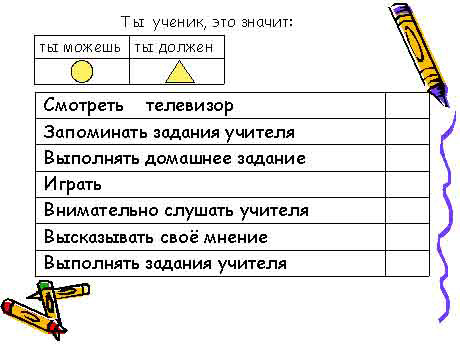 Ты ученик, это значит:
ты можешь ты должен
Смотреть телевизор
Запоминать задания учителя
Выполнять домашнее задание
Играть
Внимательно слушать учителя
Высказывать своё мнение
Выполнять задания учителя